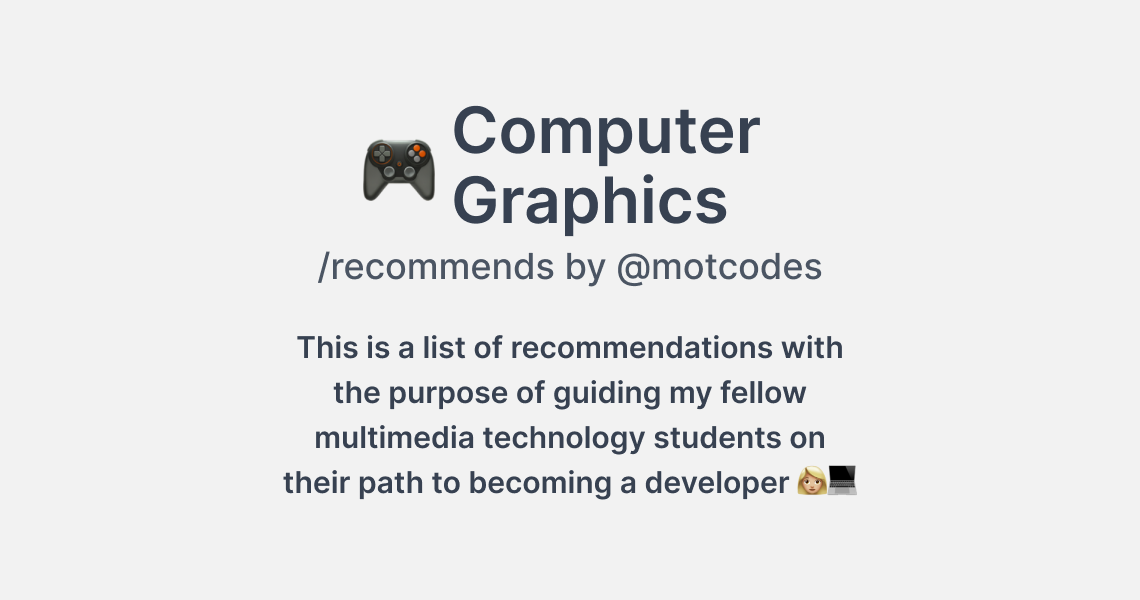 🎮 Computer
Graphics
/recommends by @motcodes
This is a list of recommendations with
the purpose of guiding my fellow
multimedia technology students on
their path to becoming a developer 👩🏼💻